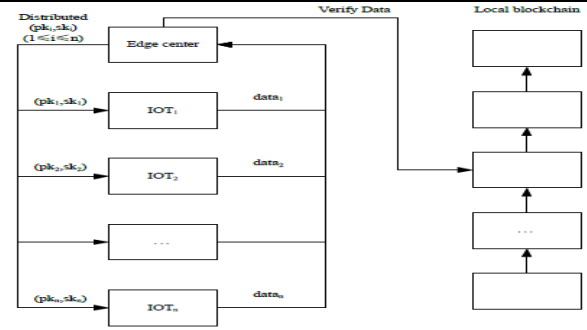 Verify Data
Local blockchain
Distributed
(pkᵢ,skᵢ)
(1≤i≤n)
Edge center
(pk₁,sk₁)
IOT₁
data₁
(pk₂,sk₂)
IOT₂
data₂
...
...
(pkₙ,skₙ)
IOTₙ
dataₙ